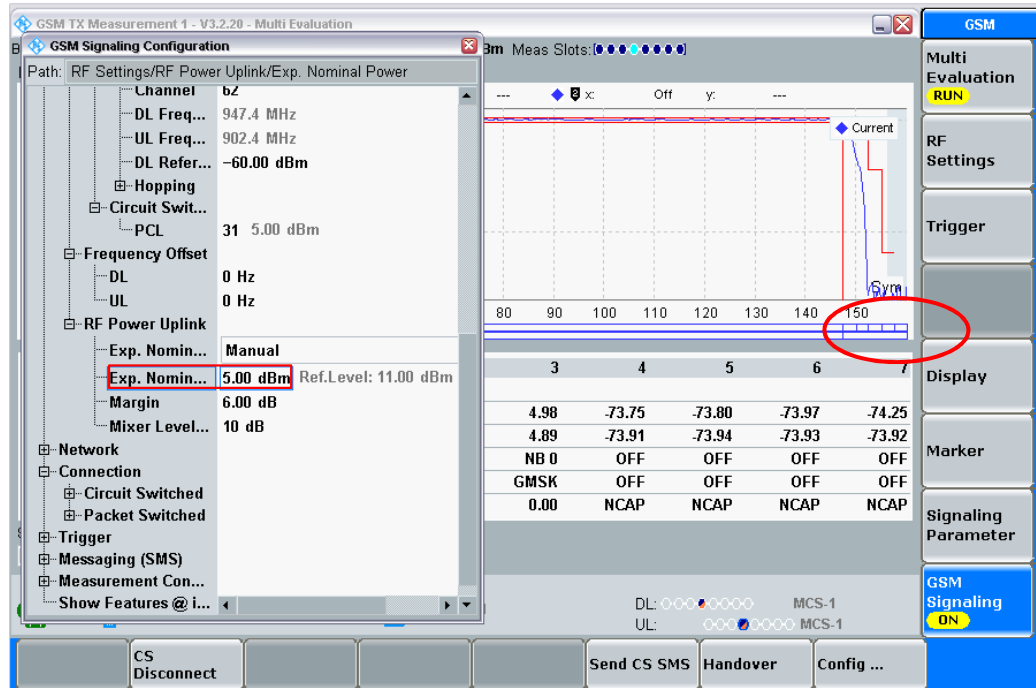 GSM TX Measurement 1 - V3.2.20 - Multi Evaluation
GSM
GSM Signaling Configuration
Bm Meas Slots:
Path: RF Settings/RF Power Uplink/Exp. Nominal Power
Channel 62
DL Freq... 947.4 MHz
UL Freq... 902.4 MHz
DL Refer... -60.00 dBm
Hopping
Circuit Swit...
PCL 31 5.00 dBm
Frequency Offset
DL 0 Hz
UL 0 Hz
RF Power Uplink
Exp. Nomin... Manual
Exp. Nomin... 5.00 dBm Ref.Level: 11.00 dBm
Margin 6.00 dB
Mixer Level... 10 dB
Network
Connection
Circuit Switched
Packet Switched
Trigger
Messaging (SMS)
Measurement Con...
Show Features @ i...
--- x: Off y: ---
Current
Sym
80 90 100 110 120 130 140 150
3 4 5 6 7
4.98 -73.75 -73.80 -73.97 -74.25
4.89 -73.91 -73.94 -73.93 -73.92
NB 0 OFF OFF OFF OFF
GMSK OFF OFF OFF OFF
0.00 NCAP NCAP NCAP NCAP
DL: MCS-1
UL: MCS-1
Multi
Evaluation
RUN
RF
Settings
Trigger
Display
Marker
Signaling
Parameter
GSM
Signaling
ON
CS
Disconnect
Send CS SMS
Handover
Config ...